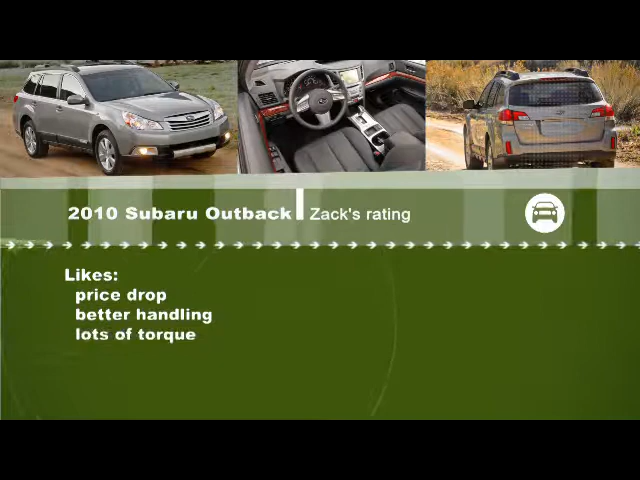 2010 Subaru Outback Zack's rating
Likes:
price drop
better handling
lots of torque